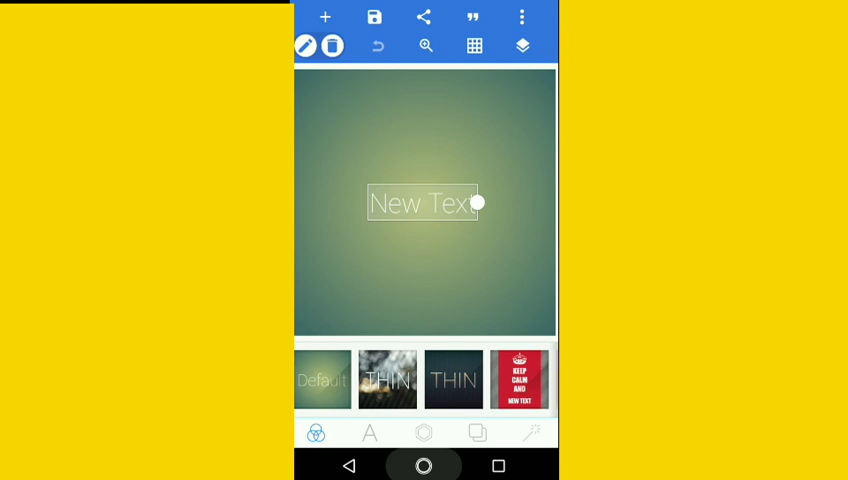 New Text
Default
THIN
THIN
KEEP
CALM
AND
NEW TEXT